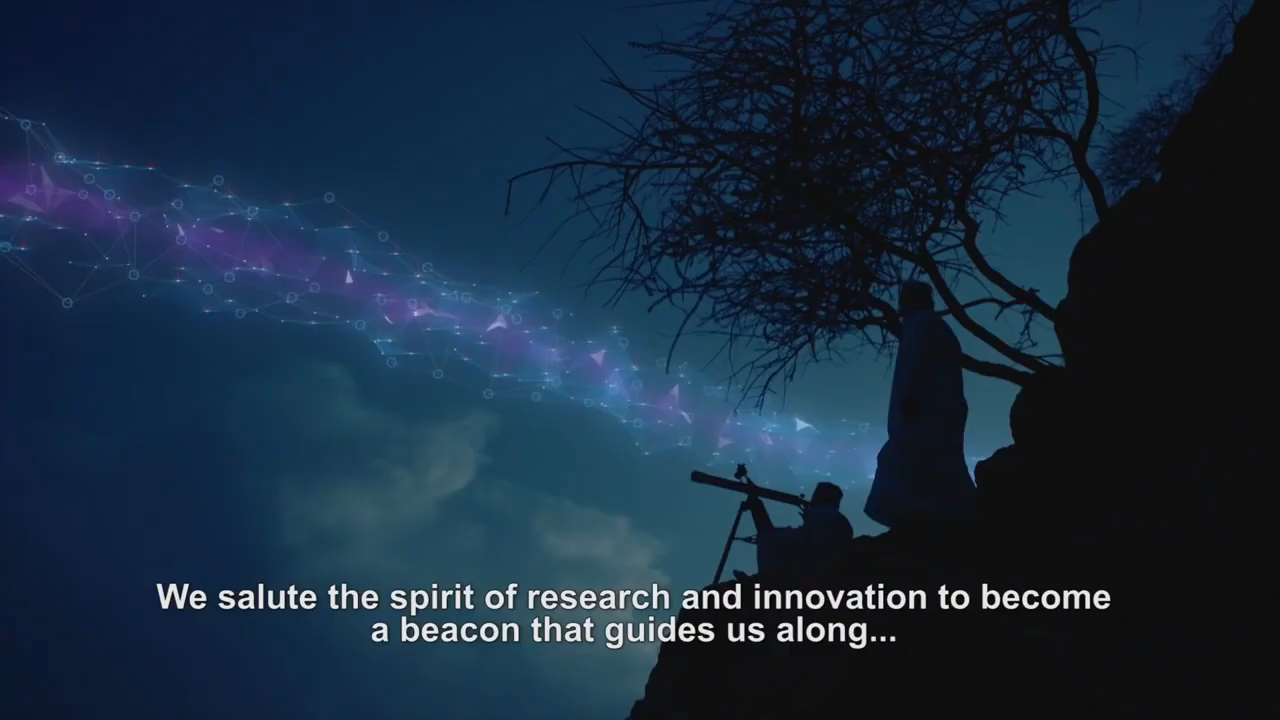 We salute the spirit of research and innovation to become
a beacon that guides us along...